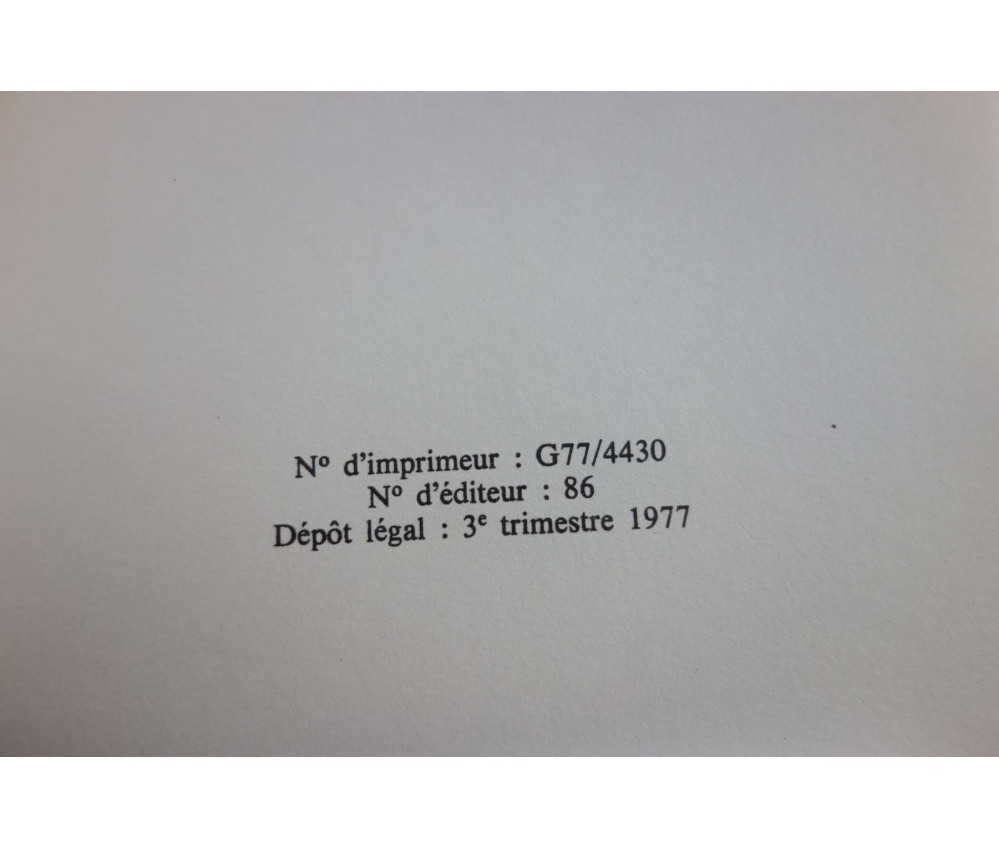 Nº d'imprimeur : G77/4430
Nº d'éditeur : 86
Dépôt légal : 3e trimestre 1977